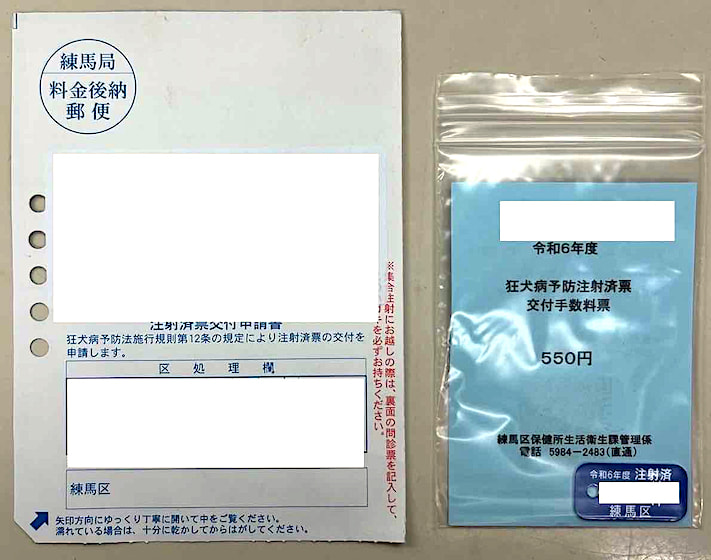 練馬局
料金後納
郵便
注射済票交付申請書
狂犬病予防法施行規則第12条の規定により注射済票の交付を
申請します。
区処理欄
練馬区
矢印方向にゆっくり丁寧に開いて中をご覧ください。
濡れている場合は、十分に乾かしてからはがしてください。
※集合注射にお越しの際は、裏面の問診票を記入して、
を必ずお持ちください。
令和6年度
狂犬病予防注射済票
交付手数料票
550円
練馬区保健所生活衛生課管理係
電話 5984-2483(直通)
令和6年度 注射済
練馬区